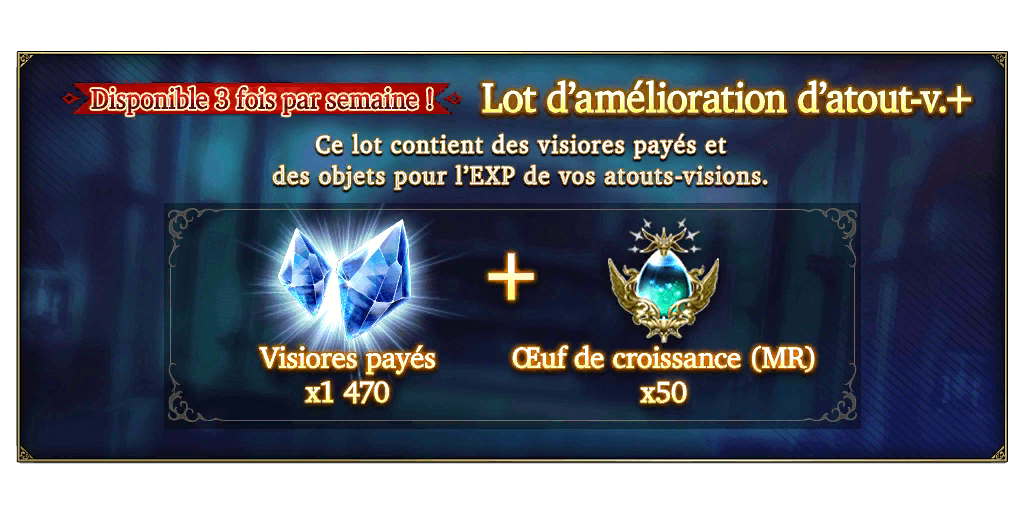 Disponible 3 fois par semaine !
Lot d’amélioration d’atout-v.+
Ce lot contient des visiores payés et
des objets pour l’EXP de vos atouts-visions.
+
Visiores payés
x1 470
Œuf de croissance (MR)
x50